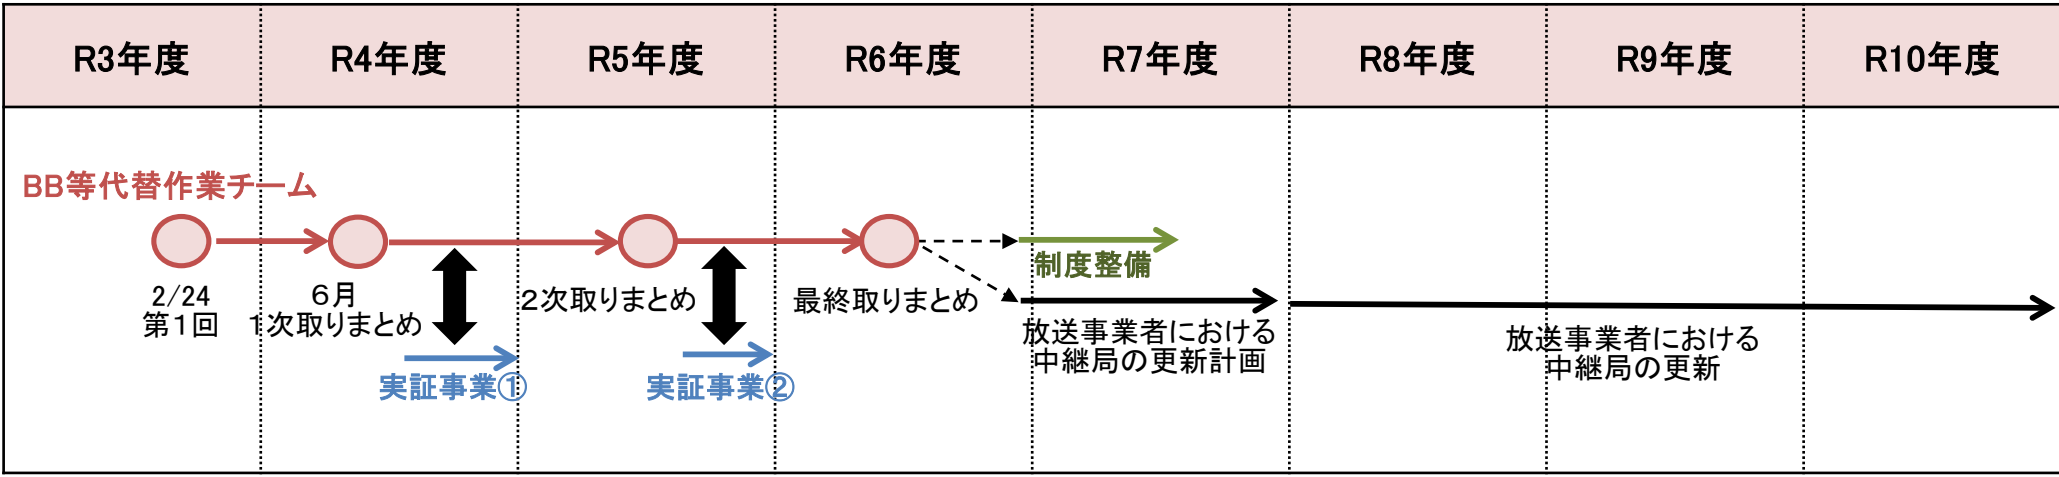 R3年度
R4年度
R5年度
R6年度
R7年度
R8年度
R9年度
R10年度
BB等代替作業チーム
2/24
第1回
６月
1次取りまとめ
２次取りまとめ
最終取りまとめ
制度整備
放送事業者における
中継局の更新計画
放送事業者における
中継局の更新
実証事業①
実証事業②